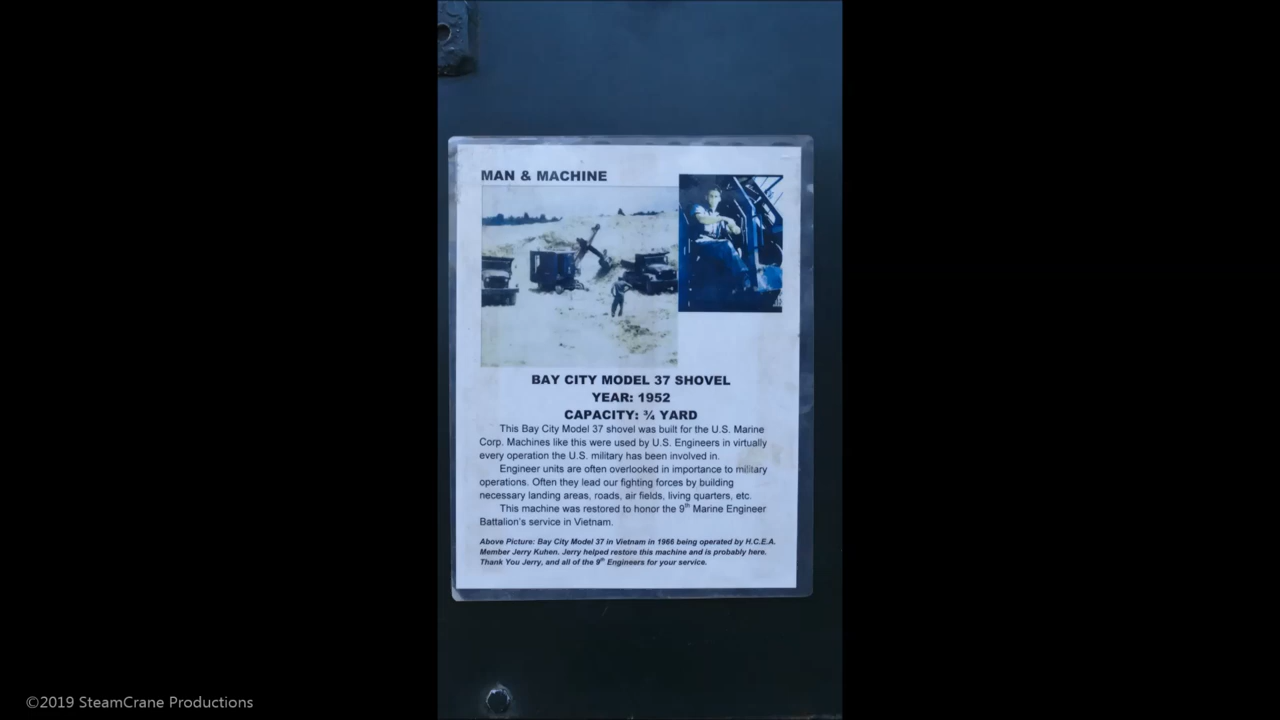 MAN & MACHINE
BAY CITY MODEL 37 SHOVEL
YEAR: 1952
CAPACITY: ¾ YARD
This Bay City Model 37 shovel was built for the U.S. Marine
Corp. Machines like this were used by U.S. Engineers in virtually
every operation the U.S. military has been involved in.
Engineer units are often overlooked in importance to military
operations. Often they lead our fighting forces by building
necessary landing areas, roads, air fields, living quarters, etc.
This machine was restored to honor the 9th Marine Engineer
Battalion's service in Vietnam.
Above Picture: Bay City Model 37 in Vietnam in 1966 being operated by H.C.E.A.
Member Jerry Kuhen. Jerry helped restore this machine and is probably here.
Thank You Jerry, and all of the 9th Engineers for your service.
©2019 SteamCrane Productions